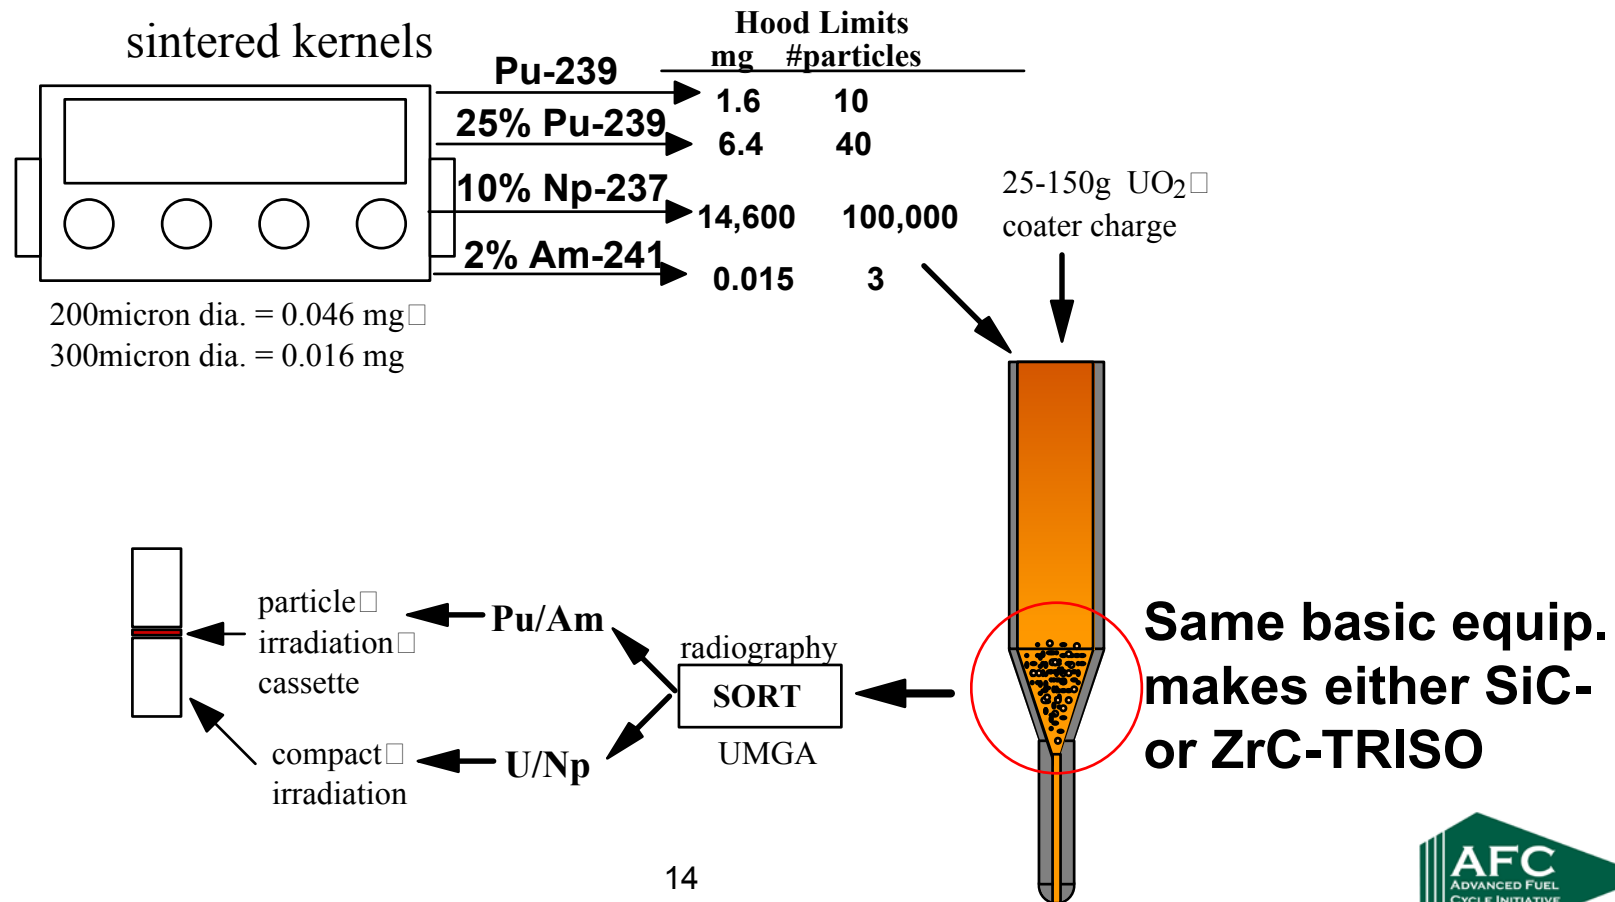 sintered kernels
Hood Limits
mg #particles
Pu-239
1.6 10
25% Pu-239
6.4 40
10% Np-237
14,600 100,000
2% Am-241
0.015 3
200micron dia. = 0.046 mg
300micron dia. = 0.016 mg
25-150g UO2
coater charge
particle
irradiation
cassette
Pu/Am
radiography
SORT
UMGA
compact
irradiation
U/Np
Same basic equip.
makes either SiC-
or ZrC-TRISO
14
AFC
ADVANCED FUEL
CYCLE INITIATIVE